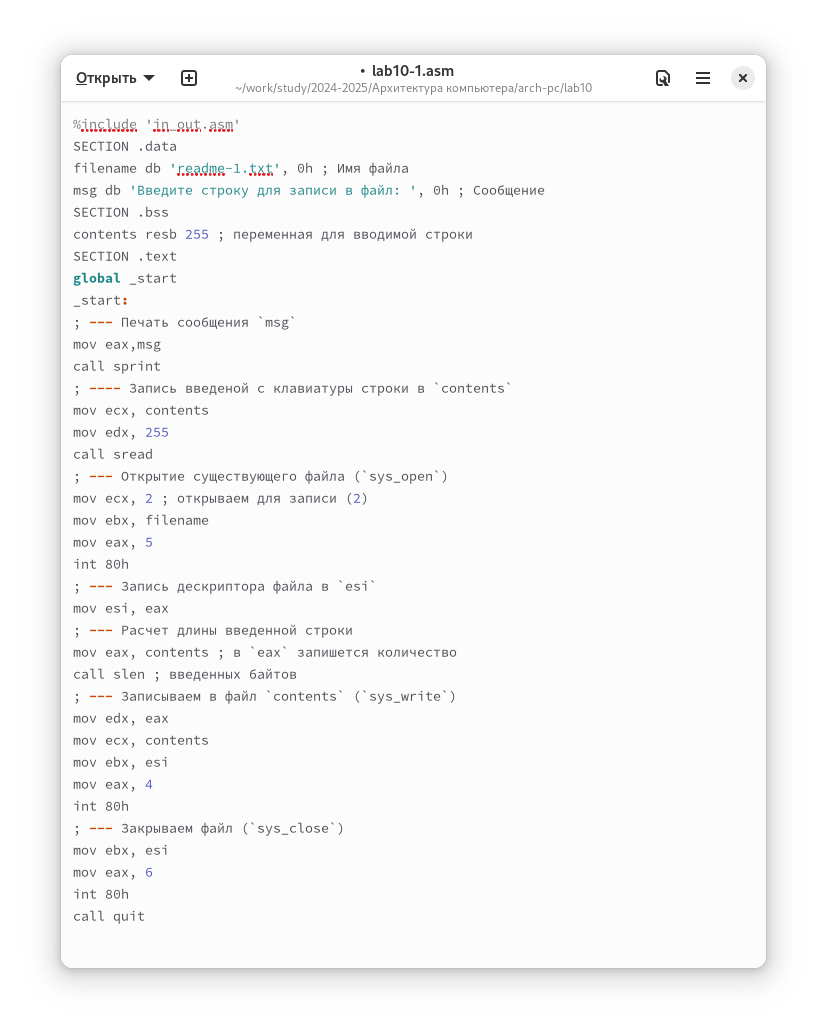 Открыть
• lab10-1.asm
~/work/study/2024-2025/Архитектура компьютера/arch-pc/lab10
%include 'in_out.asm'
SECTION .data
filename db 'readme-1.txt', 0h ; Имя файла
msg db 'Введите строку для записи в файл: ', 0h ; Сообщение
SECTION .bss
contents resb 255 ; переменная для вводимой строки
SECTION .text
global _start
_start:
; --- Печать сообщения `msg`
mov eax,msg
call sprint
; ---- Запись введеной с клавиатуры строки в `contents`
mov ecx, contents
mov edx, 255
call sread
; --- Открытие существующего файла (`sys_open`)
mov ecx, 2 ; открываем для записи (2)
mov ebx, filename
mov eax, 5
int 80h
; --- Запись дескриптора файла в `esi`
mov esi, eax
; --- Расчет длины введенной строки
mov eax, contents ; в `eax` запишется количество
call slen ; введенных байтов
; --- Записываем в файл `contents` (`sys_write`)
mov edx, eax
mov ecx, contents
mov ebx, esi
mov eax, 4
int 80h
; --- Закрываем файл (`sys_close`)
mov ebx, esi
mov eax, 6
int 80h
call quit